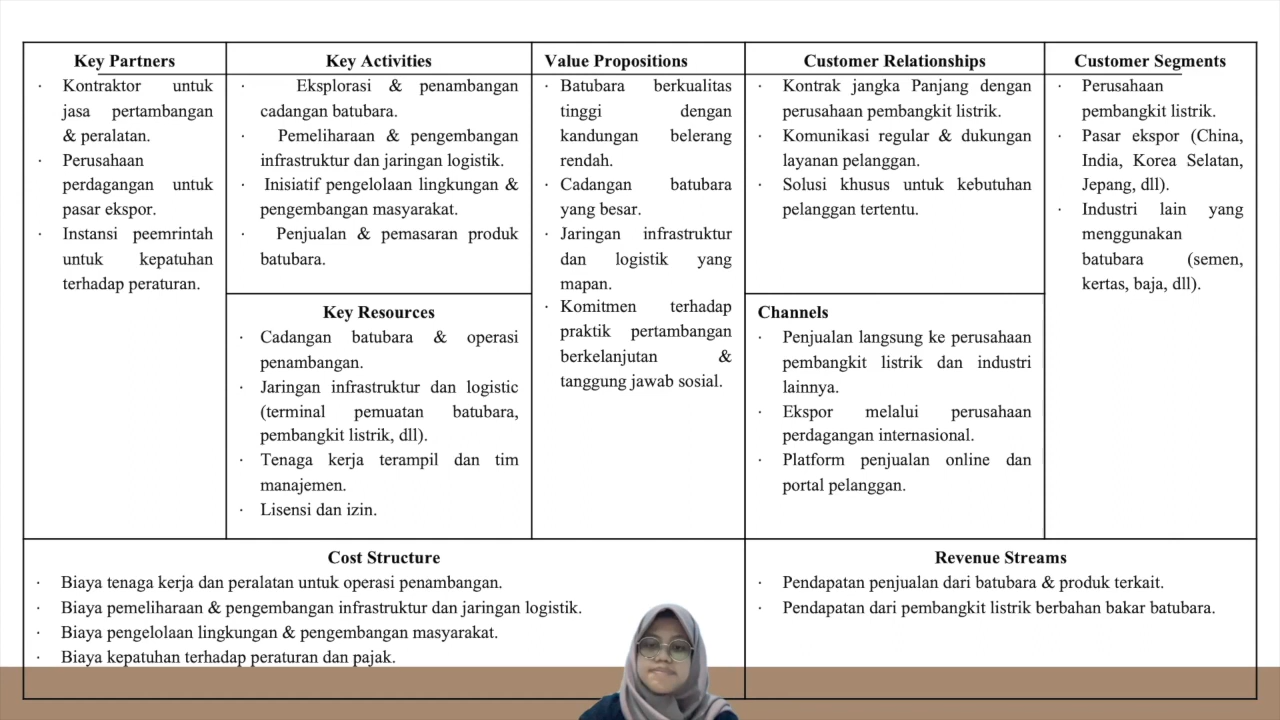 Key Partners
· Kontraktor untuk
jasa pertambangan
& peralatan.
· Perusahaan
perdagangan untuk
pasar ekspor.
· Instansi peemrintah
untuk kepatuhan
terhadap peraturan.
Key Activities
· Eksplorasi & penambangan
cadangan batubara.
· Pemeliharaan & pengembangan
infrastruktur dan jaringan logistik.
· Inisiatif pengelolaan lingkungan &
pengembangan masyarakat.
· Penjualan & pemasaran produk
batubara.
Key Resources
· Cadangan batubara & operasi
penambangan.
· Jaringan infrastruktur dan logistic
(terminal pemuatan batubara,
pembangkit listrik, dll).
· Tenaga kerja terampil dan tim
manajemen.
· Lisensi dan izin.
Value Propositions
· Batubara berkualitas
tinggi dengan
kandungan belerang
rendah.
· Cadangan batubara
yang besar.
· Jaringan infrastruktur
dan logistik yang
mapan.
· Komitmen terhadap
praktik pertambangan
berkelanjutan &
tanggung jawab sosial.
Customer Relationships
· Kontrak jangka Panjang dengan
perusahaan pembangkit listrik.
· Komunikasi regular & dukungan
layanan pelanggan.
· Solusi khusus untuk kebutuhan
pelanggan tertentu.
Channels
· Penjualan langsung ke perusahaan
pembangkit listrik dan industri
lainnya.
· Ekspor melalui perusahaan
perdagangan internasional.
· Platform penjualan online dan
portal pelanggan.
Customer Segments
· Perusahaan
pembangkit listrik.
· Pasar ekspor (China,
India, Korea Selatan,
Jepang, dll).
· Industri lain yang
menggunakan
batubara (semen,
kertas, baja, dll).
Cost Structure
· Biaya tenaga kerja dan peralatan untuk operasi penambangan.
· Biaya pemeliharaan & pengembangan infrastruktur dan jaringan logistik.
· Biaya pengelolaan lingkungan & pengembangan masyarakat.
· Biaya kepatuhan terhadap peraturan dan pajak.
Revenue Streams
· Pendapatan penjualan dari batubara & produk terkait.
· Pendapatan dari pembangkit listrik berbahan bakar batubara.